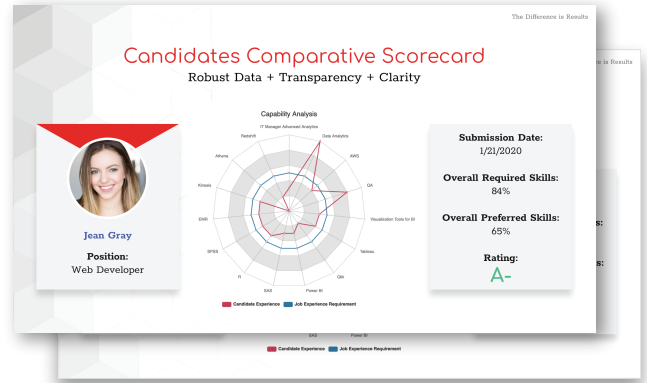 The Difference is Results
Candidates Comparative Scorecard
Robust Data + Transparency + Clarity
Jean Gray
Position:
Web Developer
Capability Analysis
IT Manager Advanced Analytics
Data Analytics
AWS
QA
Visualization Tools for BI
Tableau
Qlik
Power BI
SAS
R
SPSS
EMR
Kinesis
Athena
Redshift
Candidate Experience
Job Experience Requirement
Submission Date:
1/21/2020
Overall Required Skills:
84%
Overall Preferred Skills:
65%
Rating:
A-
e is Results
s:
s:
SAS
Power BI
Candidate Experience
Job Experience Requirement